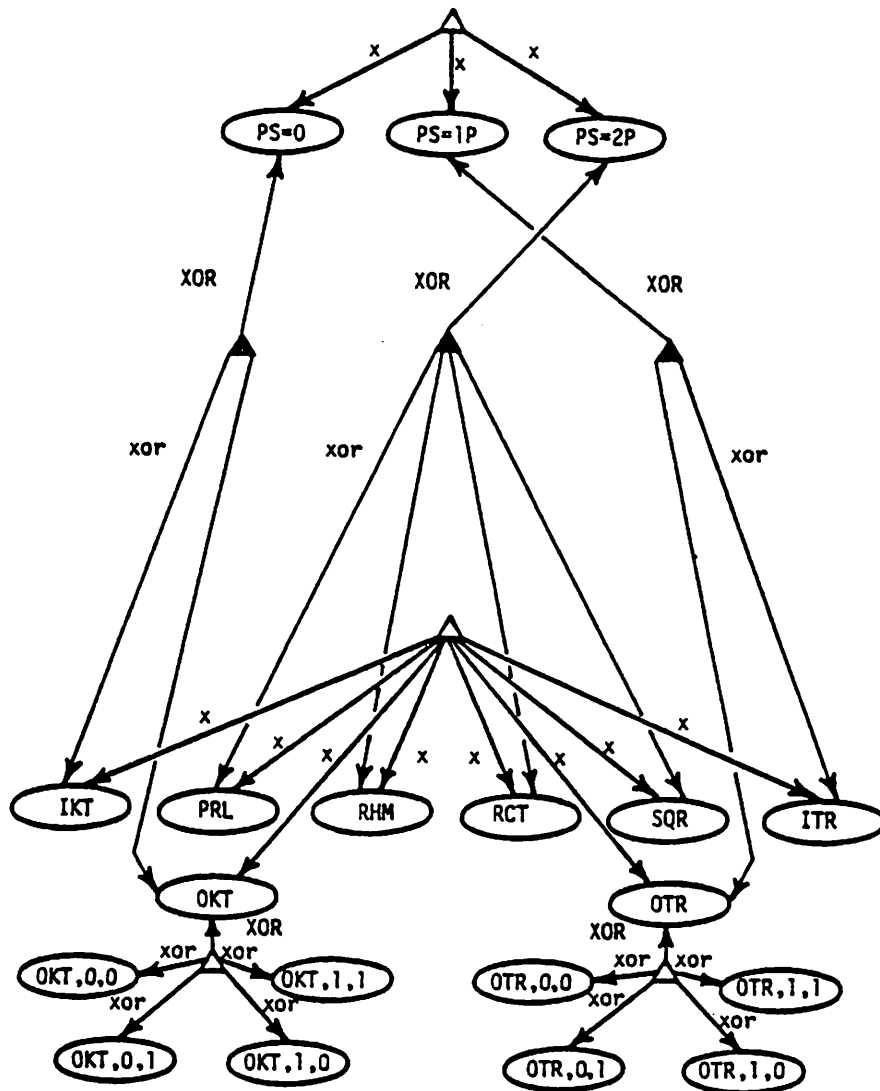 x x x
PS=0 PS=1P PS=2P
XOR XOR XOR
xor xor xor
x x x x x x x x
IKT PRL RHM RCT SQR ITR
OKT OTR
XOR XOR
xor xor xor xor
OKT,0,0 OKT,1,1 OTR,0,0 OTR,1,1
xor xor xor xor
OKT,0,1 OKT,1,0 OTR,0,1 OTR,1,0